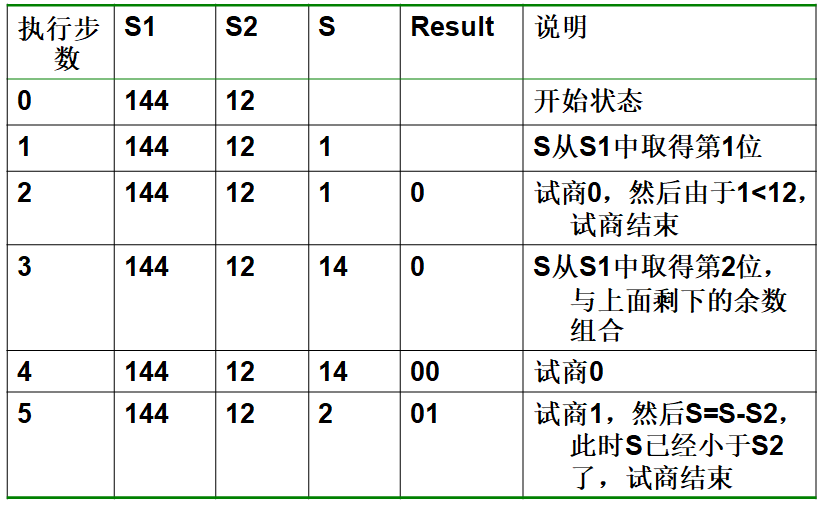 执行步 S1 S2 S Result 说明
数
0 144 12 开始状态
1 144 12 1 S从S1中取得第1位
2 144 12 1 0 试商0，然后由于1<12，
试商结束
3 144 12 14 0 S从S1中取得第2位，
与上面剩下的余数
组合
4 144 12 14 00 试商0
5 144 12 2 01 试商1，然后S=S-S2，
此时S已经小于S2
了，试商结束